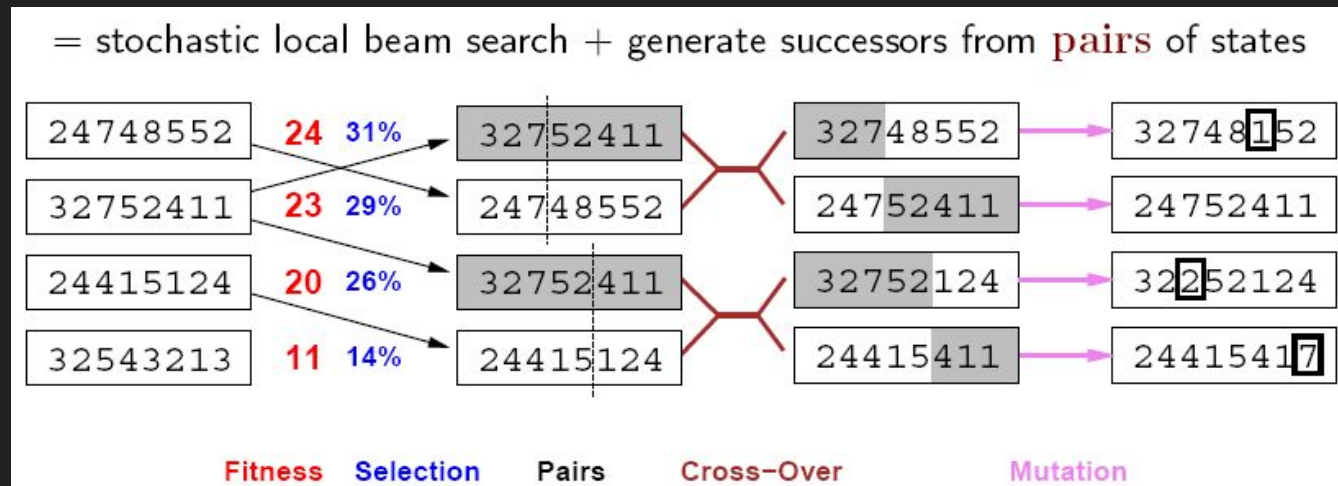 = stochastic local beam search + generate successors from pairs of states
24748552 24 31% 32752411 32748552 32748152
32752411 23 29% 24748552 24752411 24752411
24415124 20 26% 32752411 32752124 32252124
32543213 11 14% 24415124 24415411 24415417
Fitness Selection Pairs Cross−Over Mutation